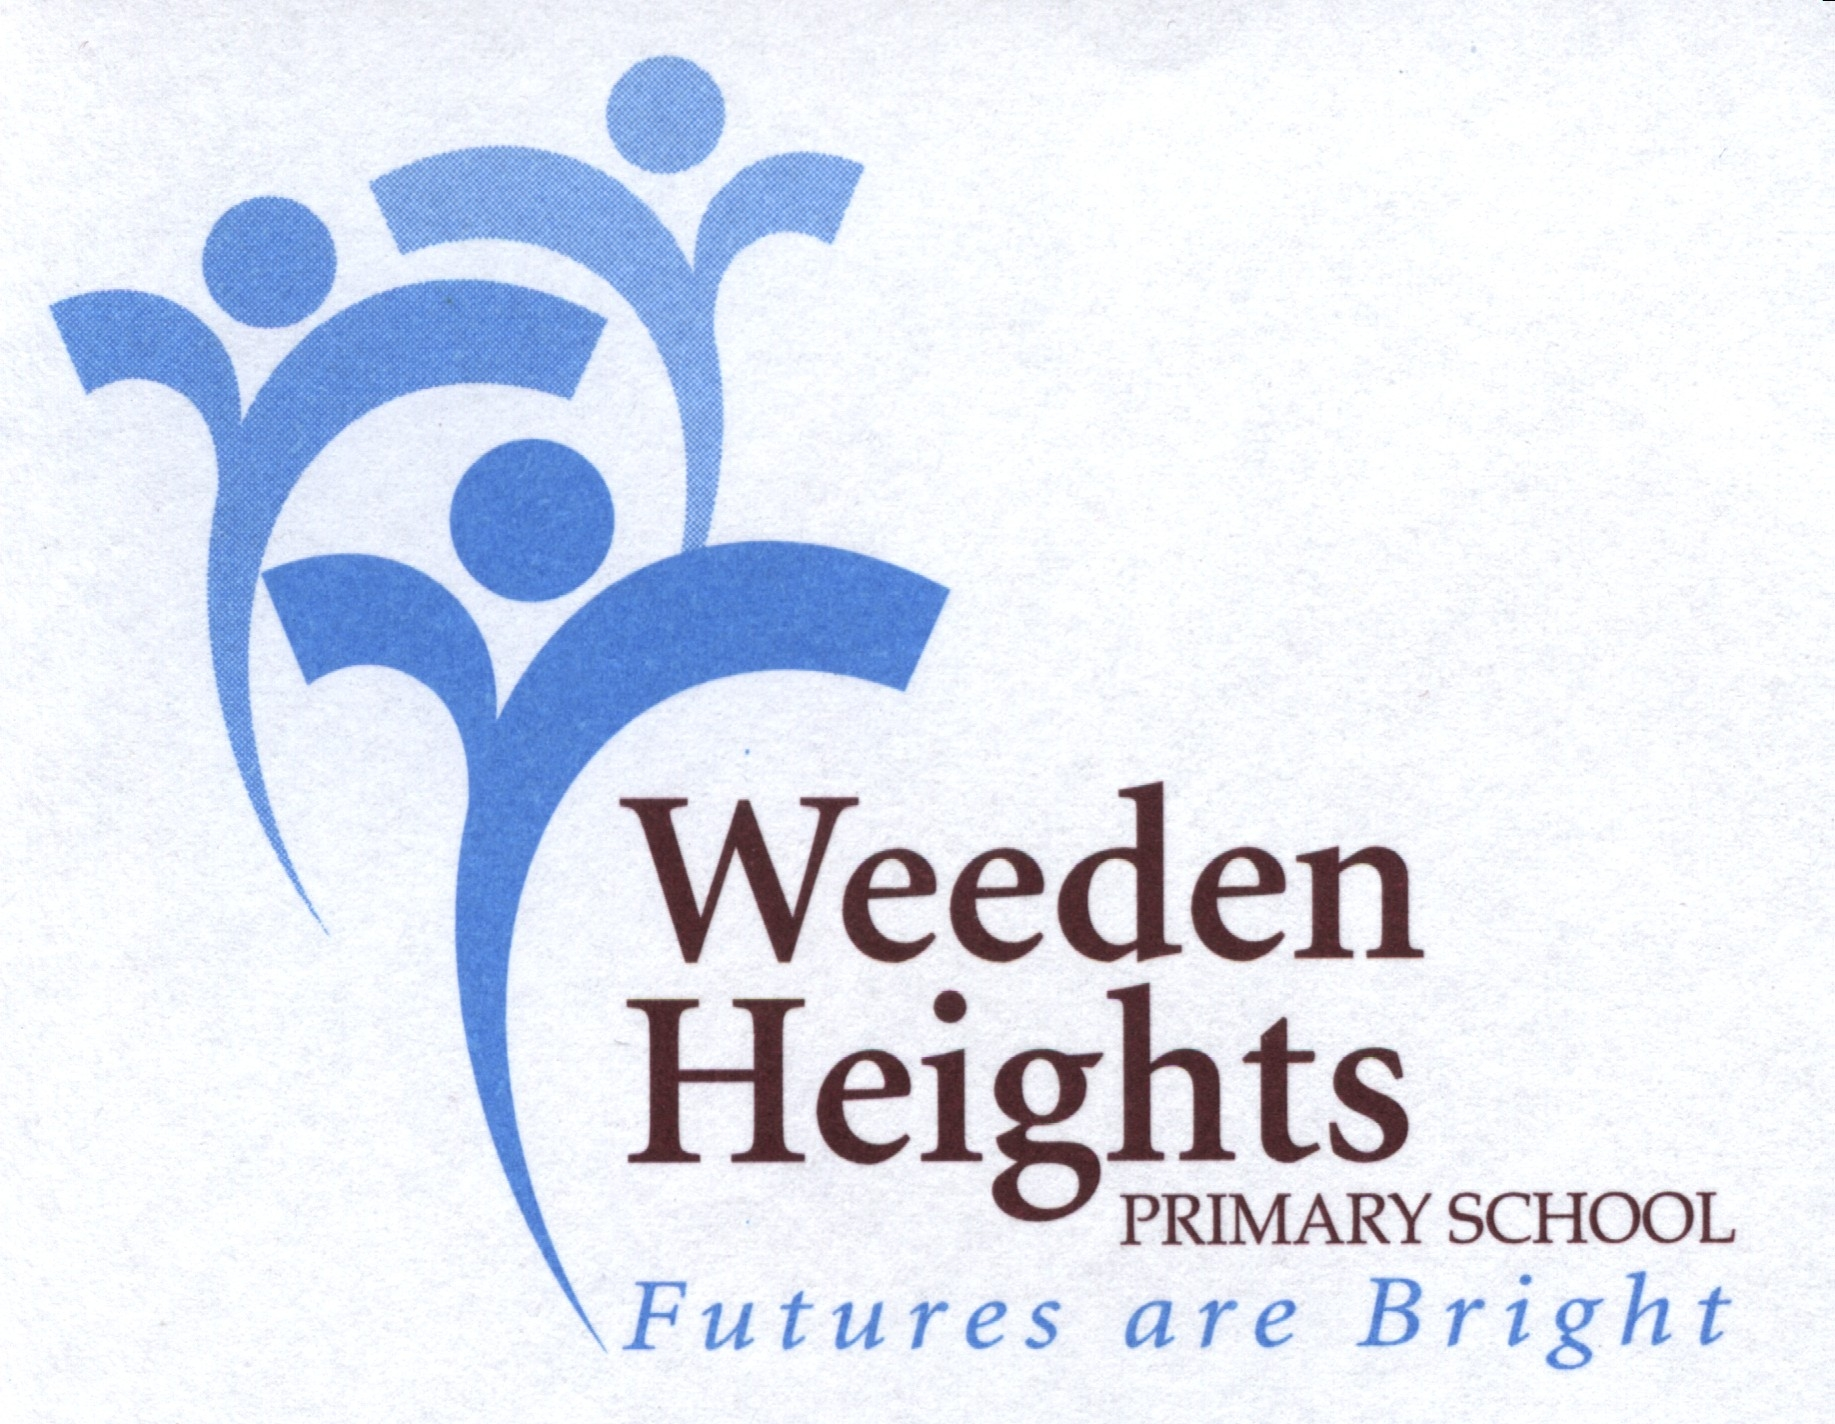 Weeden
Heights
PRIMARY SCHOOL
Futures are Bright